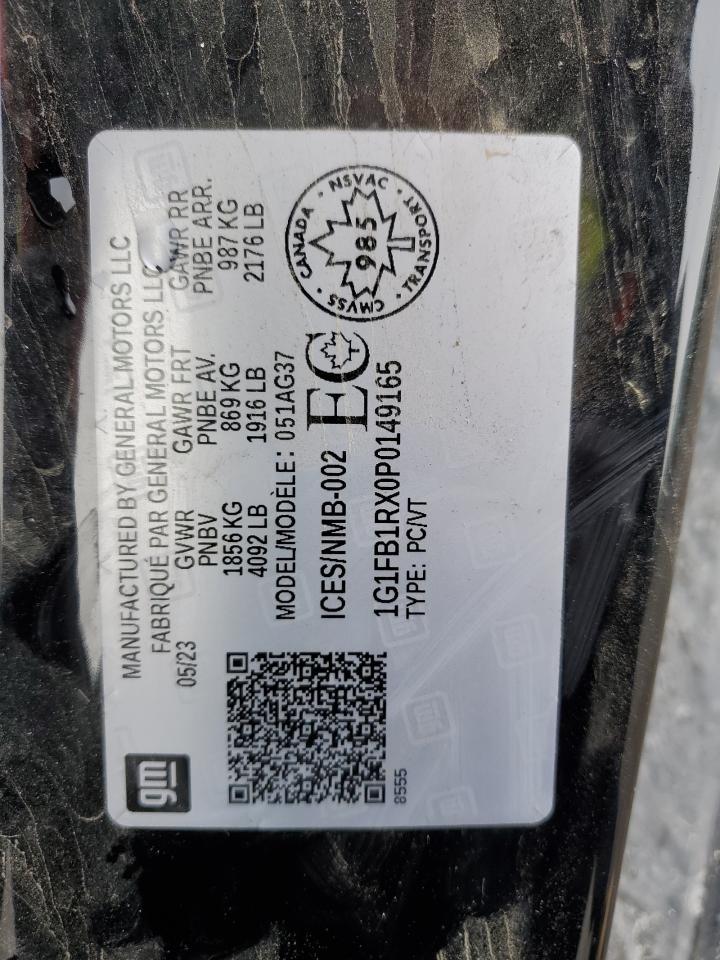 gm
MANUFACTURED BY GENERAL MOTORS LLC
FABRIQUÉ PAR GENERAL MOTORS LLC
05/23
GVWR GAWR FRT GAWR RR
PNBV PNBE AV. PNBE ARR.
1856 KG 869 KG 987 KG
4092 LB 1916 LB 2176 LB
MODEL/MODÈLE: 051AG37
ICES/NMB-002 EC
1G1FB1RX0P0149165
TYPE: PC/VT
8555
CANADA · NSVAC · TRANSPORT · CMVSS
985